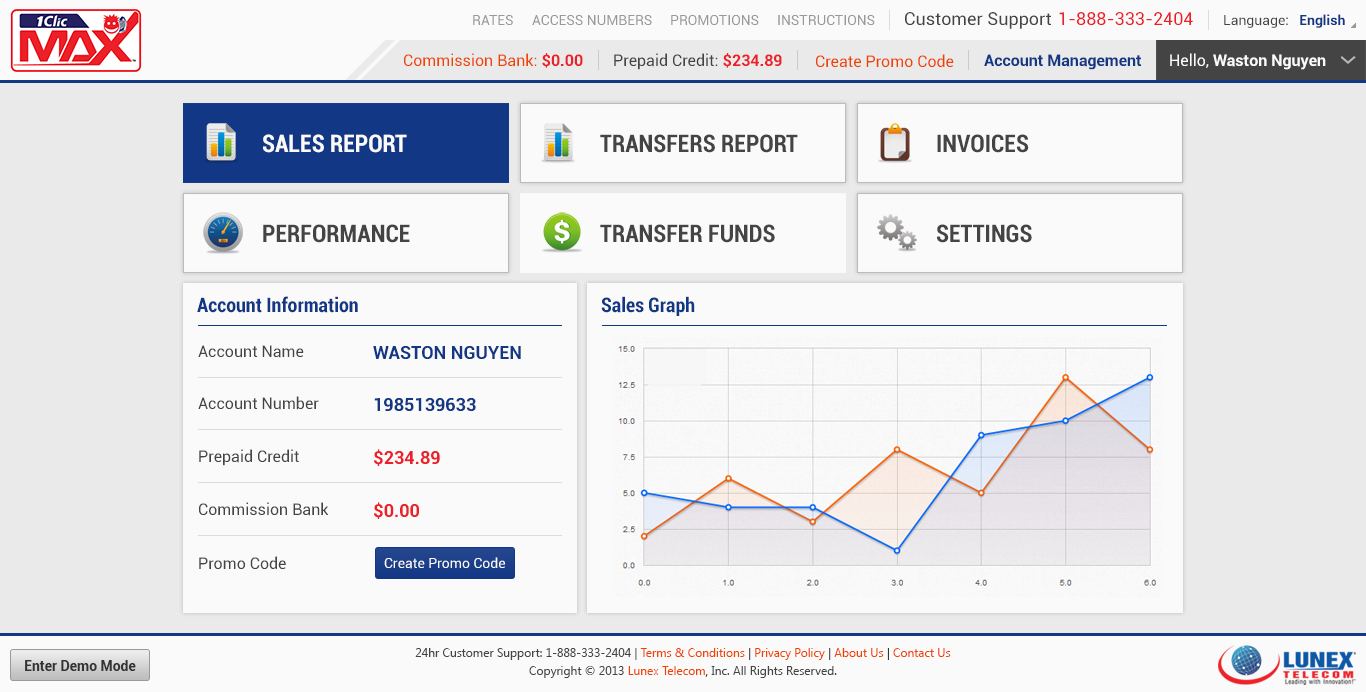 1Clic
MAX
RATES ACCESS NUMBERS PROMOTIONS INSTRUCTIONS Customer Support 1-888-333-2404 Language: English
Commission Bank: $0.00 Prepaid Credit: $234.89 Create Promo Code Account Management Hello, Waston Nguyen
SALES REPORT TRANSFERS REPORT INVOICES
PERFORMANCE TRANSFER FUNDS SETTINGS
Account Information
Account Name WASTON NGUYEN
Account Number 1985139633
Prepaid Credit $234.89
Commission Bank $0.00
Promo Code Create Promo Code
Sales Graph
15.0
12.5
10.0
7.5
5.0
2.5
0.0
0.0 1.0 2.0 3.0 4.0 5.0 6.0
Enter Demo Mode
24hr Customer Support: 1-888-333-2404 | Terms & Conditions | Privacy Policy | About Us | Contact Us
Copyright © 2013 Lunex Telecom, Inc. All Rights Reserved.
LUNEX
TELECOM
Leading with Innovation!